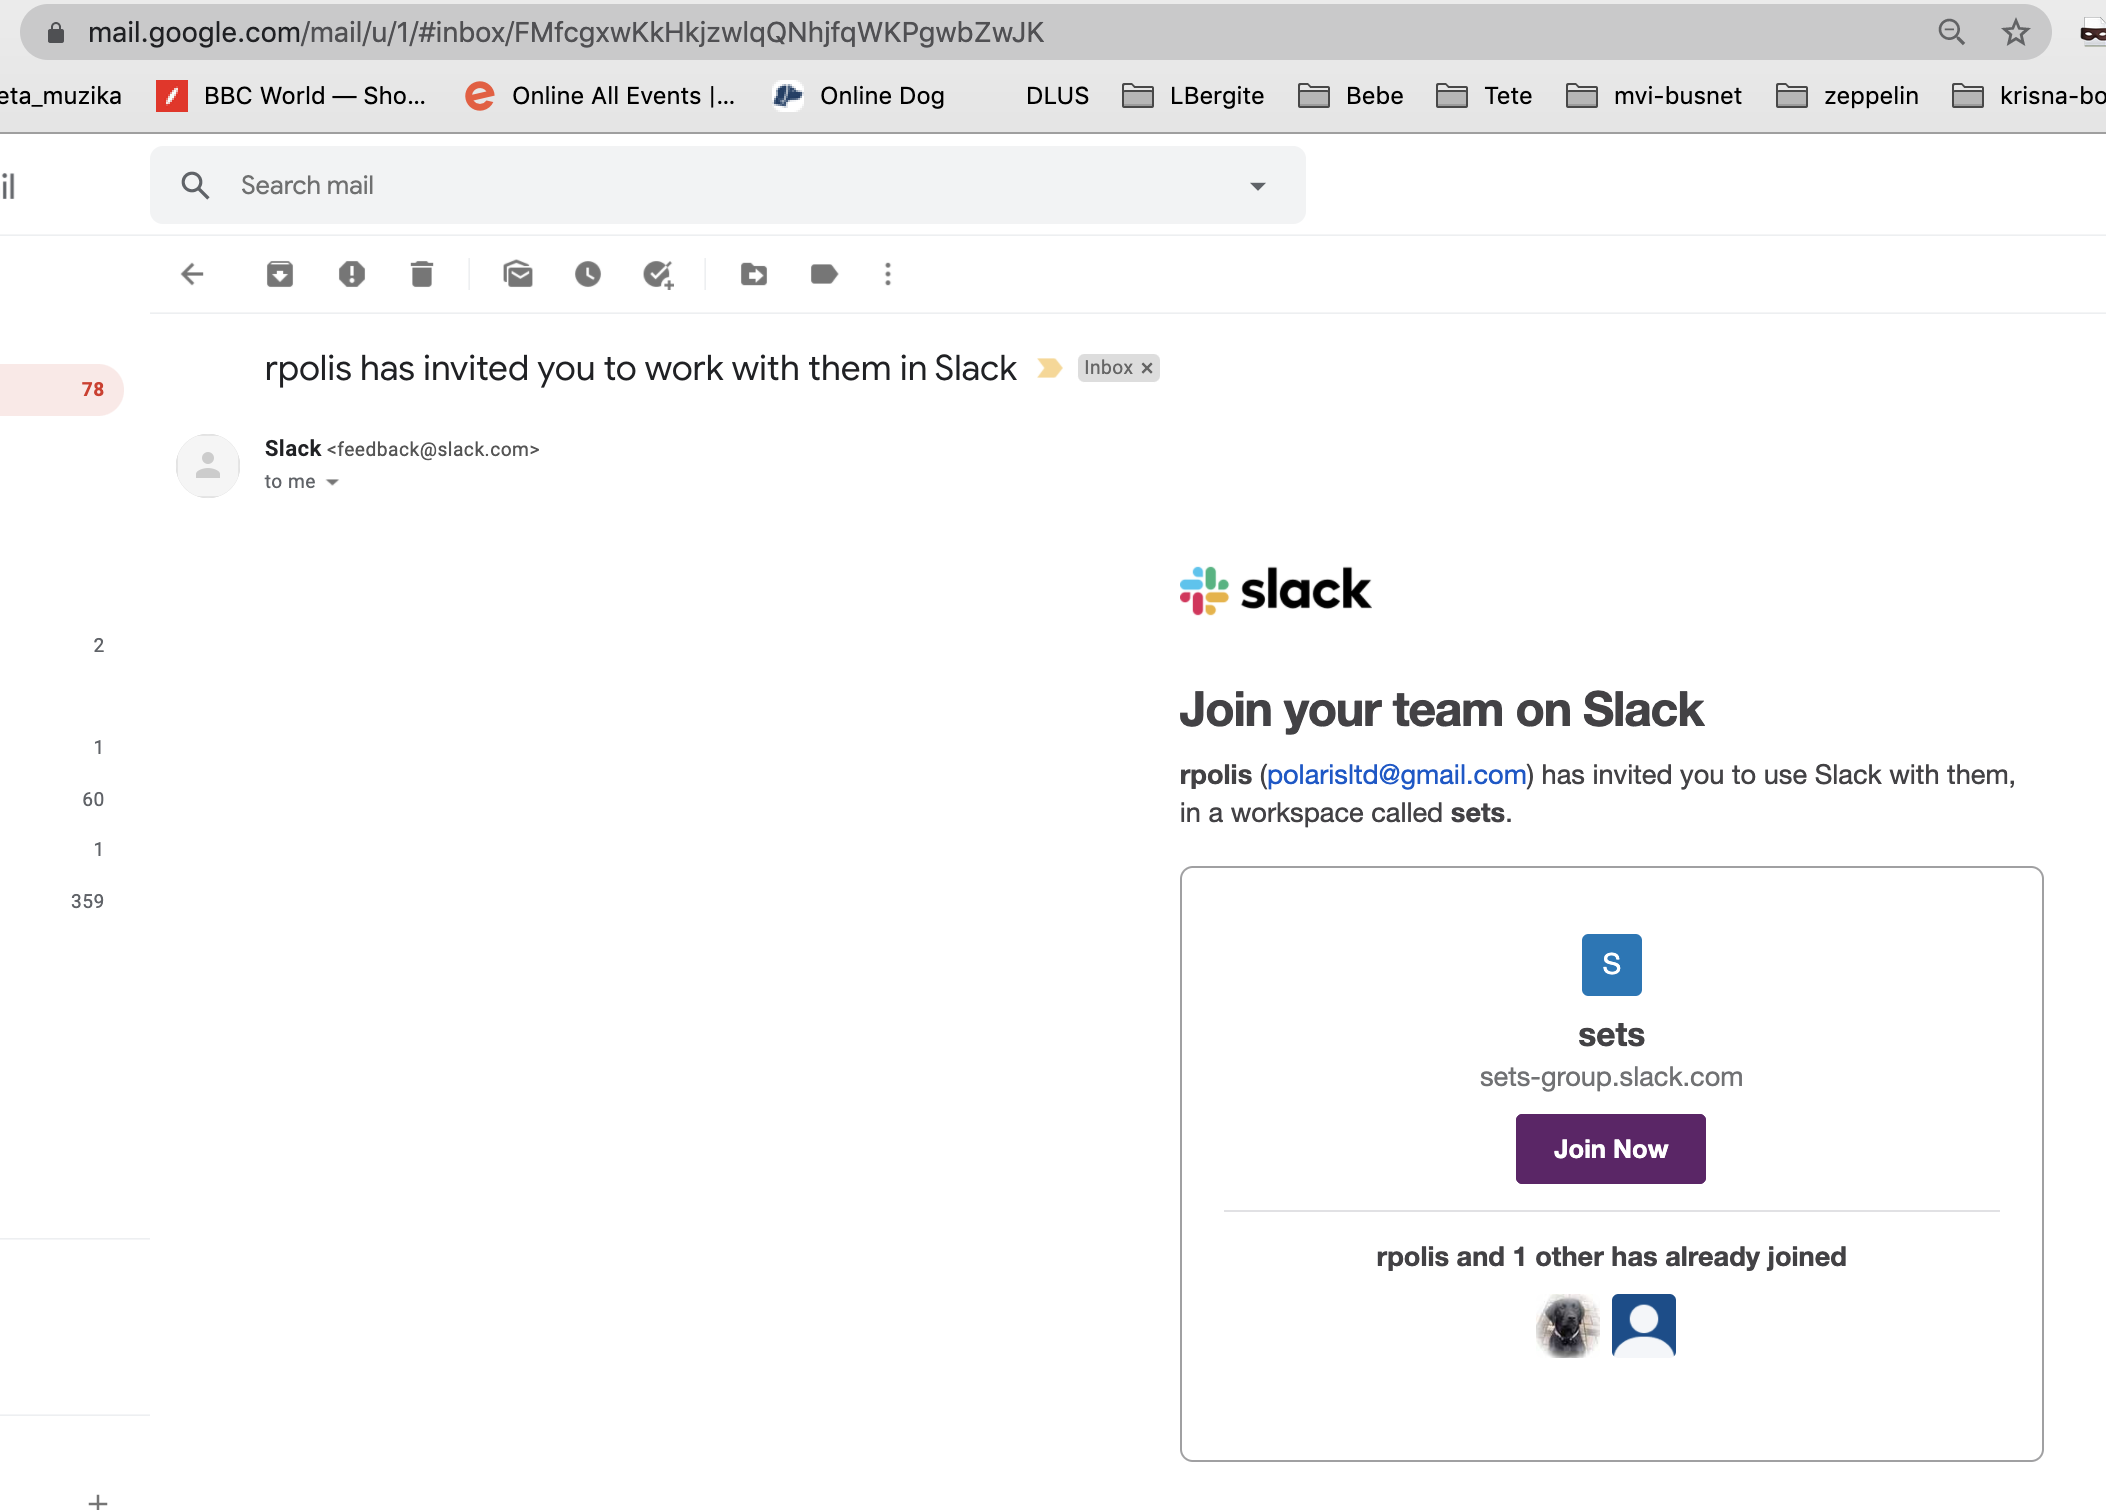 mail.google.com/mail/u/1/#inbox/FMfcgxwKkHkjzwlqQNhjfqWKPgwbZwJK
eta_muzika BBC World — Sho... Online All Events |... Online Dog DLUS LBergite Bebe Tete mvi-busnet zeppelin krisna-bo
il Search mail
rpolis has invited you to work with them in Slack Inbox ×
78
Slack <feedback@slack.com>
to me
slack
2
Join your team on Slack
1
rpolis (polarisltd@gmail.com) has invited you to use Slack with them,
60
in a workspace called sets.
1
359
S
sets
sets-group.slack.com
Join Now
rpolis and 1 other has already joined
+